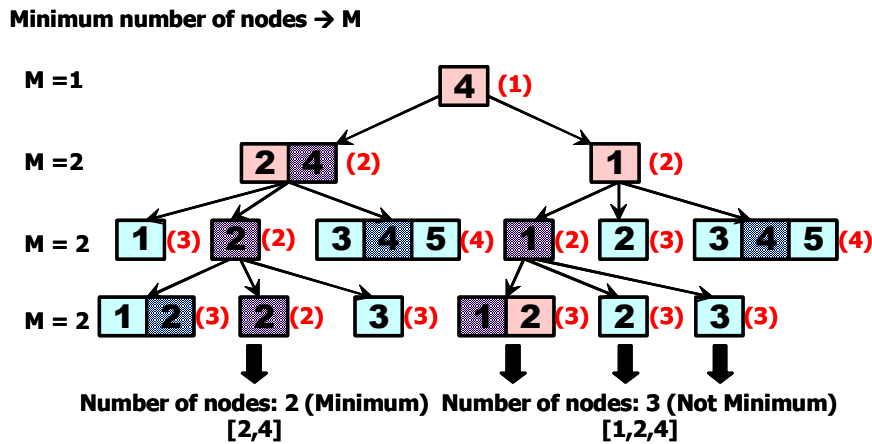 Minimum number of nodes → M
M =1
4 (1)
M =2
2 4 (2) 1 (2)
M = 2
1 (3) 2 (2) 3 4 5 (4) 1 (2) 2 (3) 3 4 5 (4)
M = 2
1 2 (3) 2 (2) 3 (3) 1 2 (3) 2 (3) 3 (3)
Number of nodes: 2 (Minimum)
[2,4]
Number of nodes: 3 (Not Minimum)
[1,2,4]